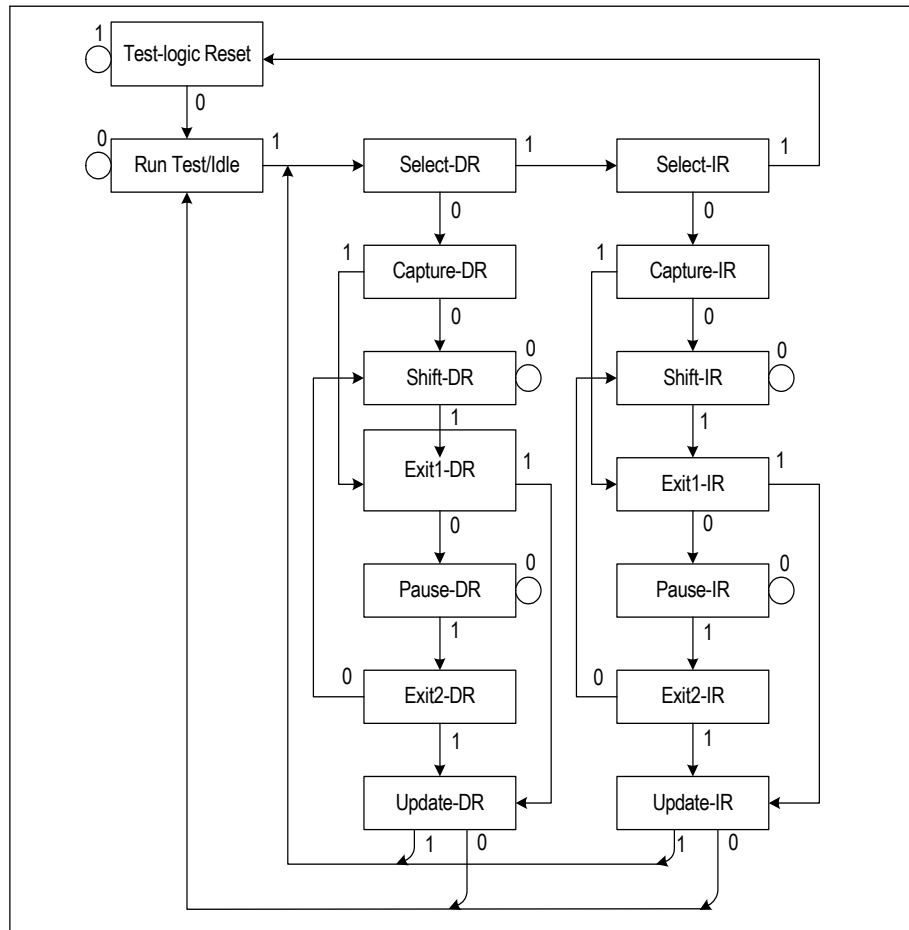 1
Test-logic Reset
0
0
Run Test/Idle
1
Select-DR
1
Select-IR
1
0
0
1
Capture-DR
1
Capture-IR
0
0
Shift-DR
0
Shift-IR
0
1
1
Exit1-DR
1
Exit1-IR
1
0
0
Pause-DR
0
Pause-IR
0
1
1
0
Exit2-DR
0
Exit2-IR
1
1
Update-DR
Update-IR
1
0
1
0